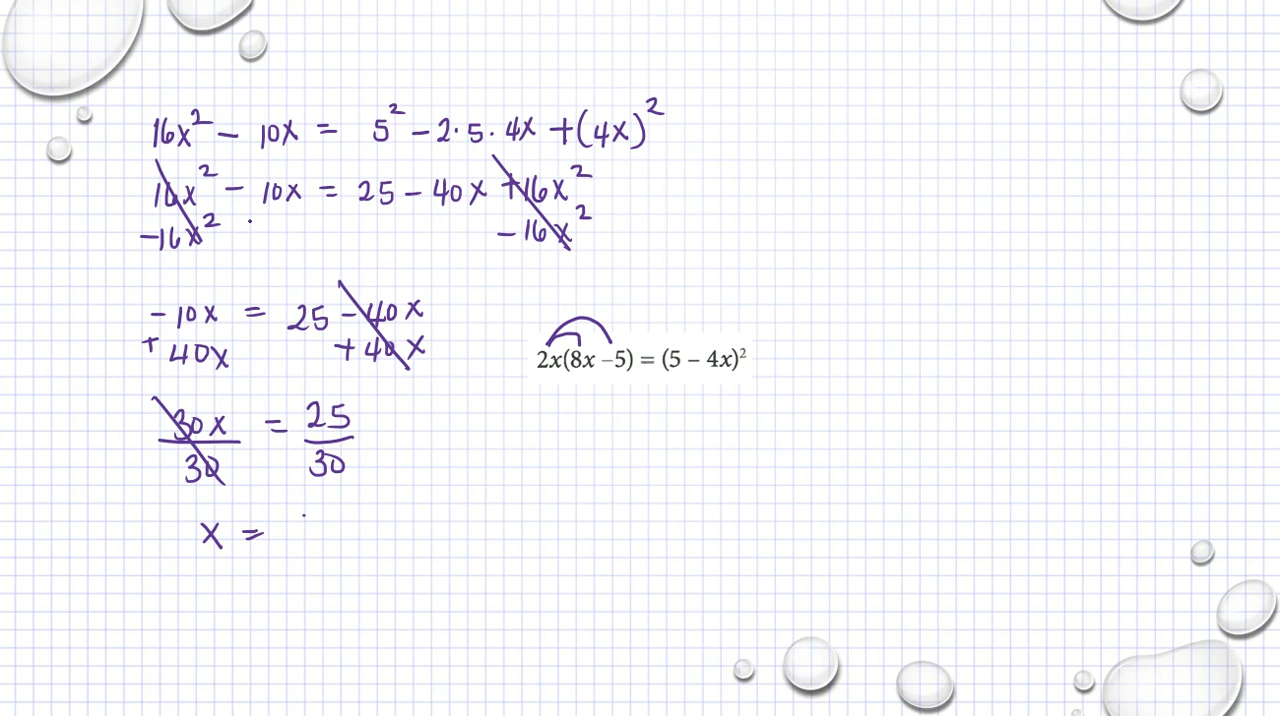 16x² − 10x = 5² − 2·5·4x + (4x)²
16x² − 10x = 25 − 40x + 16x²
−16x² − 16x²
− 10x = 25 − 40x
+ 40x + 40x
2x(8x − 5) = (5 − 4x)²
30x = 25
30 30
x =